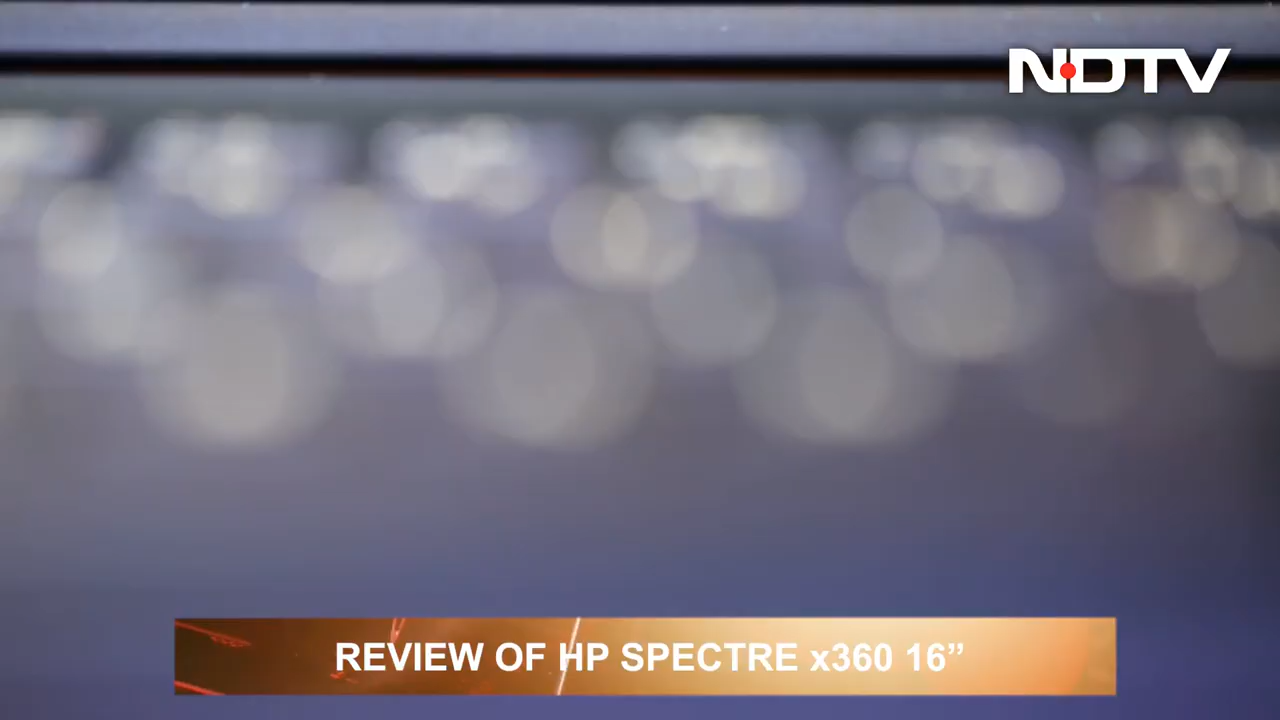 NDTV
REVIEW OF HP SPECTRE x360 16”